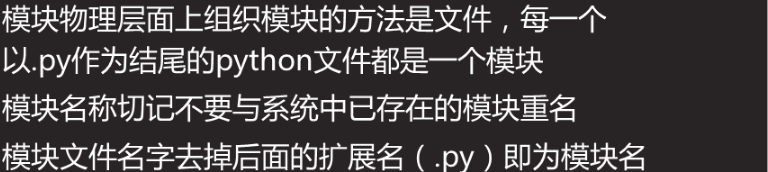 模块物理层面上组织模块的方法是文件，每一个
以.py作为结尾的python文件都是一个模块
模块名称切记不要与系统中已存在的模块重名
模块文件名字去掉后面的扩展名（.py）即为模块名